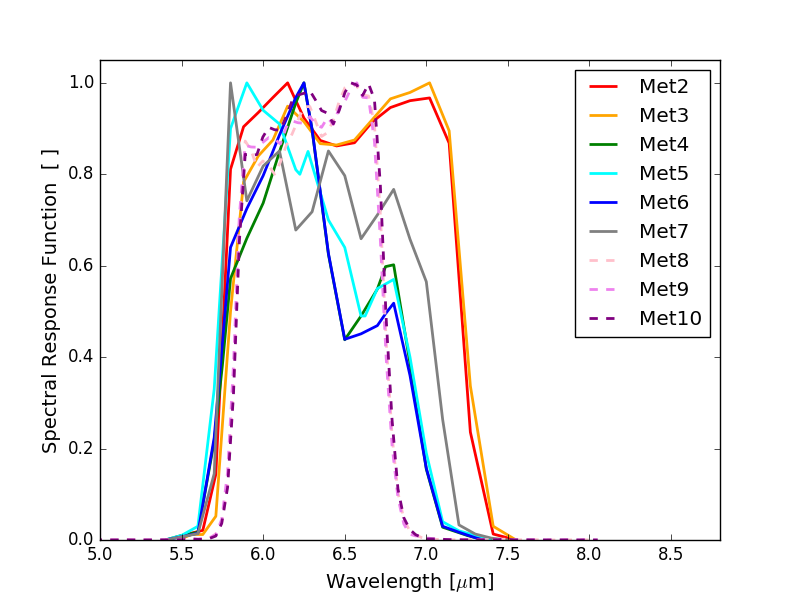 1.0
0.8
0.6
0.4
0.2
0.0
Spectral Response Function [ ]
5.0 5.5 6.0 6.5 7.0 7.5 8.0 8.5
Wavelength [μm]
Met2
Met3
Met4
Met5
Met6
Met7
Met8
Met9
Met10